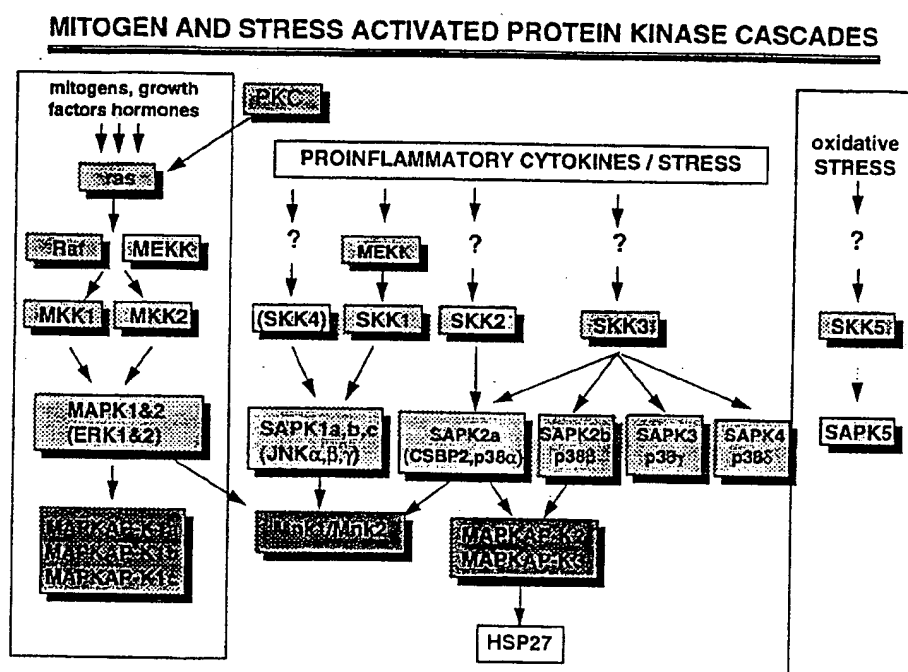 MITOGEN AND STRESS ACTIVATED PROTEIN KINASE CASCADES
mitogens, growth
factors hormones
PKC
ras
Raf
MEKK
MKK1
MKK2
MAPK1&2
(ERK1&2)
MAPKAP-K1a
MAPKAP-K1b
MAPKAP-K1c
PROINFLAMMATORY CYTOKINES / STRESS
?
MEKK
?
?
(SKK4)
SKK1
SKK2
SKK3
SAPK1a,b,c
(JNKα,β,γ)
SAPK2a
(CSBP2,p38α)
SAPK2b
p38β
SAPK3
p38γ
SAPK4
p38δ
Mnk1/Mnk2
MAPKAP-K2
MAPKAP-K3
HSP27
oxidative
STRESS
?
SKK5
SAPK5